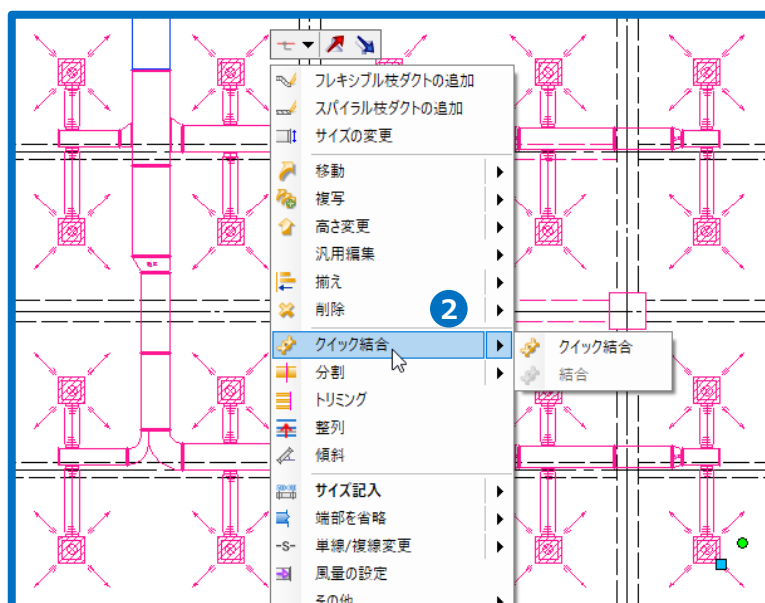 フレキシブル枝ダクトの追加
スパイラル枝ダクトの追加
サイズの変更
移動
複写
高さ変更
汎用編集
揃え
削除
2
クイック結合
クイック結合
分割
結合
トリミング
整列
傾斜
サイズ記入
端部を省略
-S- 単線/複線変更
風量の設定
その他